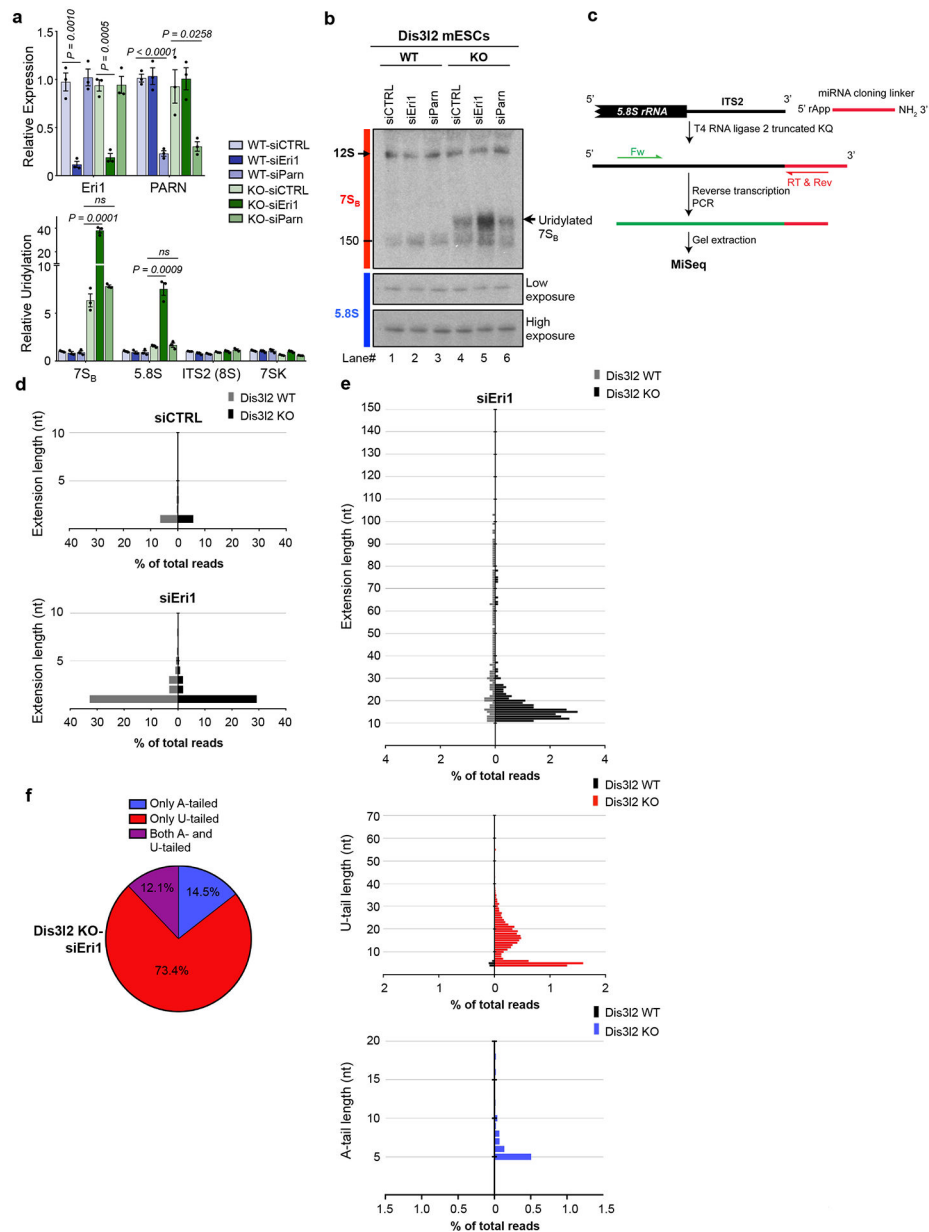 a
P = 0.0010
P = 0.0005
P < 0.0001
P = 0.0258
Relative Expression
1.5
1.0
0.5
0.0
Eri1
PARN
WT-siCTRL
WT-siEri1
WT-siParn
KO-siCTRL
KO-siEri1
KO-siParn
Relative Uridylation
40
20
10
5
0
ns
P = 0.0001
ns
P = 0.0009
7SB
5.8S
ITS2 (8S)
7SK
b
Dis3l2 mESCs
WT
KO
siCTRL
siEri1
siParn
siCTRL
siEri1
siParn
12S
7SB
150
Uridylated
7SB
5.8S
Low
exposure
High
exposure
Lane#
1 2 3 4 5 6
c
5'
5.8S rRNA
ITS2
3'
miRNA cloning linker
5' rApp
NH2 3'
T4 RNA ligase 2 truncated KQ
5'
Fw
3'
RT & Rev
Reverse transcription
PCR
Gel extraction
MiSeq
d
Dis3l2 WT
Dis3l2 KO
siCTRL
Extension length (nt)
10
5
40 30 20 10 0 10 20 30 40
% of total reads
siEri1
Extension length (nt)
10
5
40 30 20 10 0 10 20 30 40
% of total reads
e
Dis3l2 WT
Dis3l2 KO
siEri1
Extension length (nt)
150
140
130
120
110
100
90
80
70
60
50
40
30
20
10
4 2 0 2 4
% of total reads
Dis3l2 WT
Dis3l2 KO
U-tail length (nt)
70
60
50
40
30
20
10
2 1 0 1 2
% of total reads
Dis3l2 WT
Dis3l2 KO
A-tail length (nt)
20
15
10
5
1.5 1.0 0.5 0.0 0.5 1.0 1.5
% of total reads
f
Only A-tailed
Only U-tailed
Both A- and
U-tailed
12.1%
14.5%
73.4%
Dis3l2 KO-
siEri1